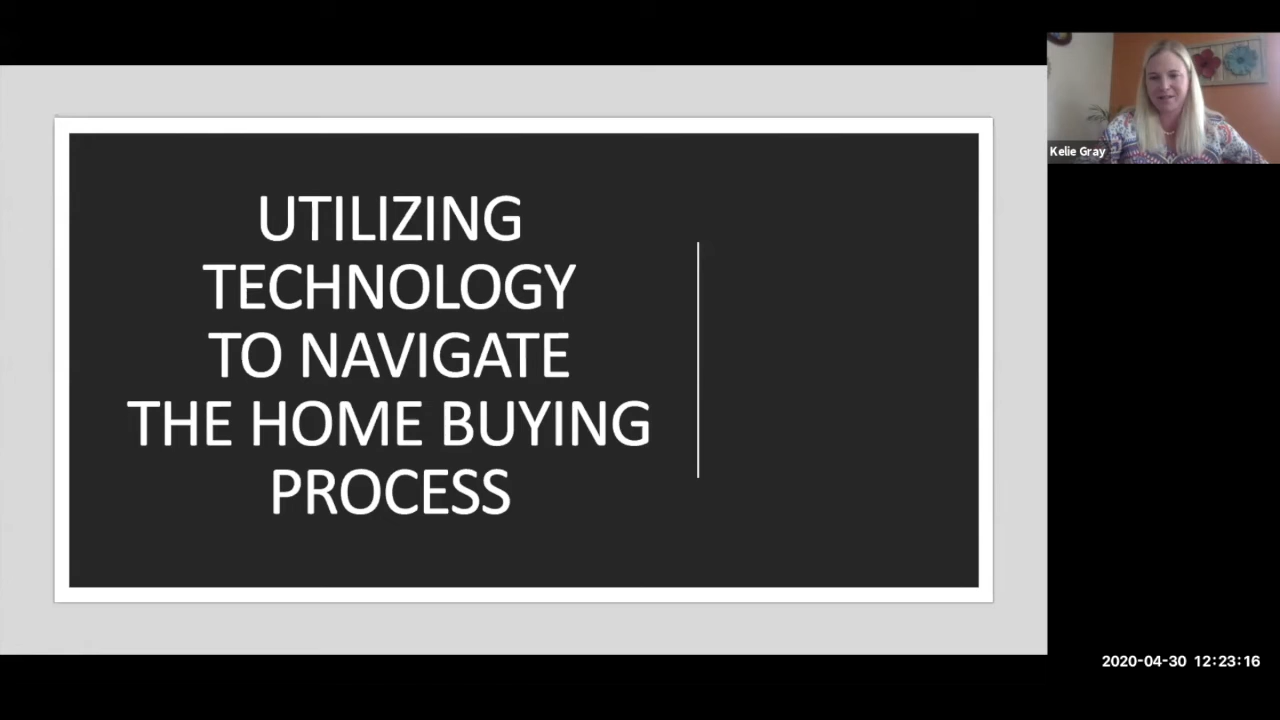 UTILIZING
TECHNOLOGY
TO NAVIGATE
THE HOME BUYING
PROCESS
Kelie Gray
2020-04-30 12:23:16